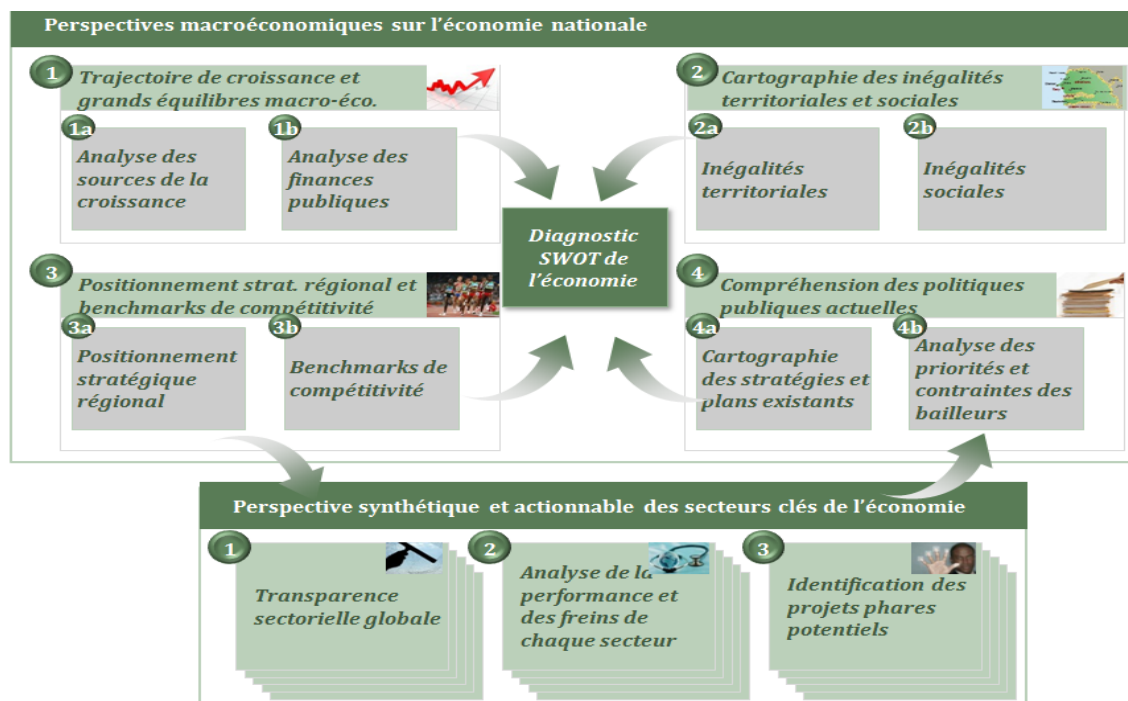 Perspectives macroéconomiques sur l'économie nationale
1
Trajectoire de croissance et
grands équilibres macro-éco.
1a
Analyse des
sources de la
croissance
1b
Analyse des
finances
publiques
2
Cartographie des inégalités
territoriales et sociales
2a
Inégalités
territoriales
2b
Inégalités
sociales
Diagnostic
SWOT de
l'économie
3
Positionnement strat. régional et
benchmarks de compétitivité
3a
Positionnement
stratégique
régional
3b
Benchmarks de
compétitivité
4
Compréhension des politiques
publiques actuelles
4a
Cartographie
des stratégies et
plans existants
4b
Analyse des
priorités et
contraintes des
bailleurs
Perspective synthétique et actionnable des secteurs clés de l'économie
1
Transparence
sectorielle globale
2
Analyse de la
performance et
des freins de
chaque secteur
3
Identification des
projets phares
potentiels